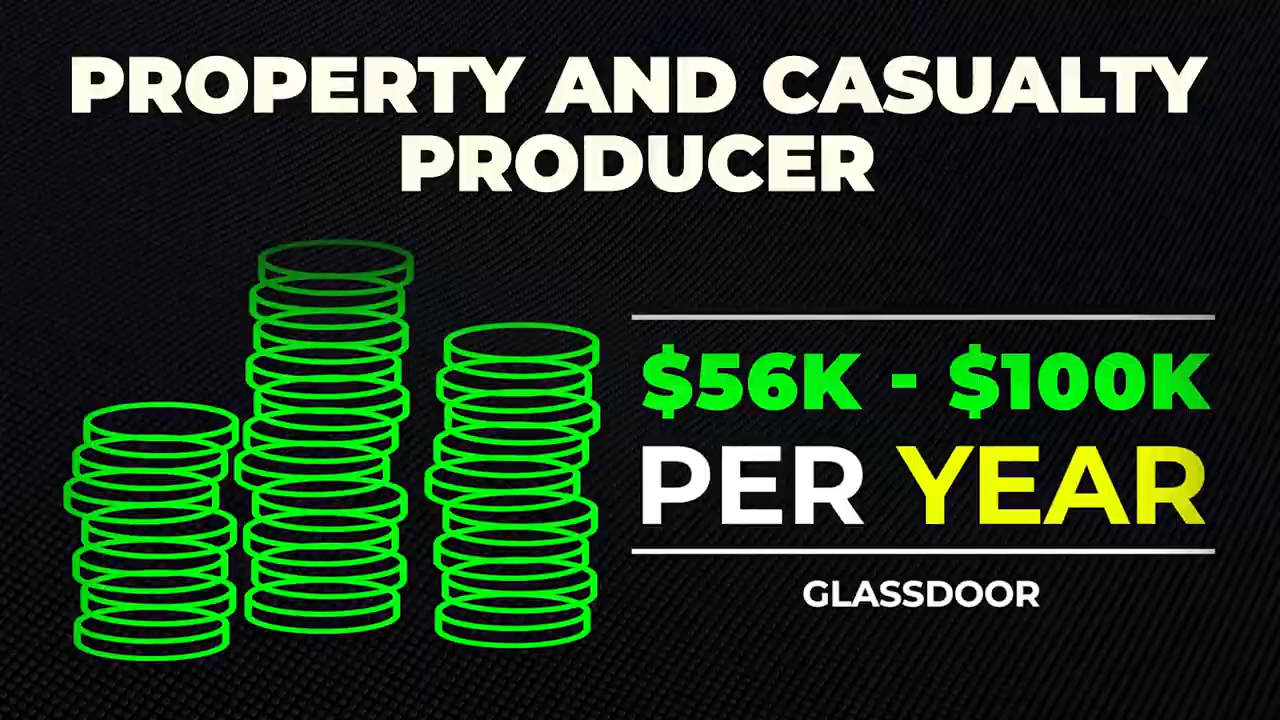 PROPERTY AND CASUALTY
PRODUCER
$56K - $100K
PER YEAR
GLASSDOOR